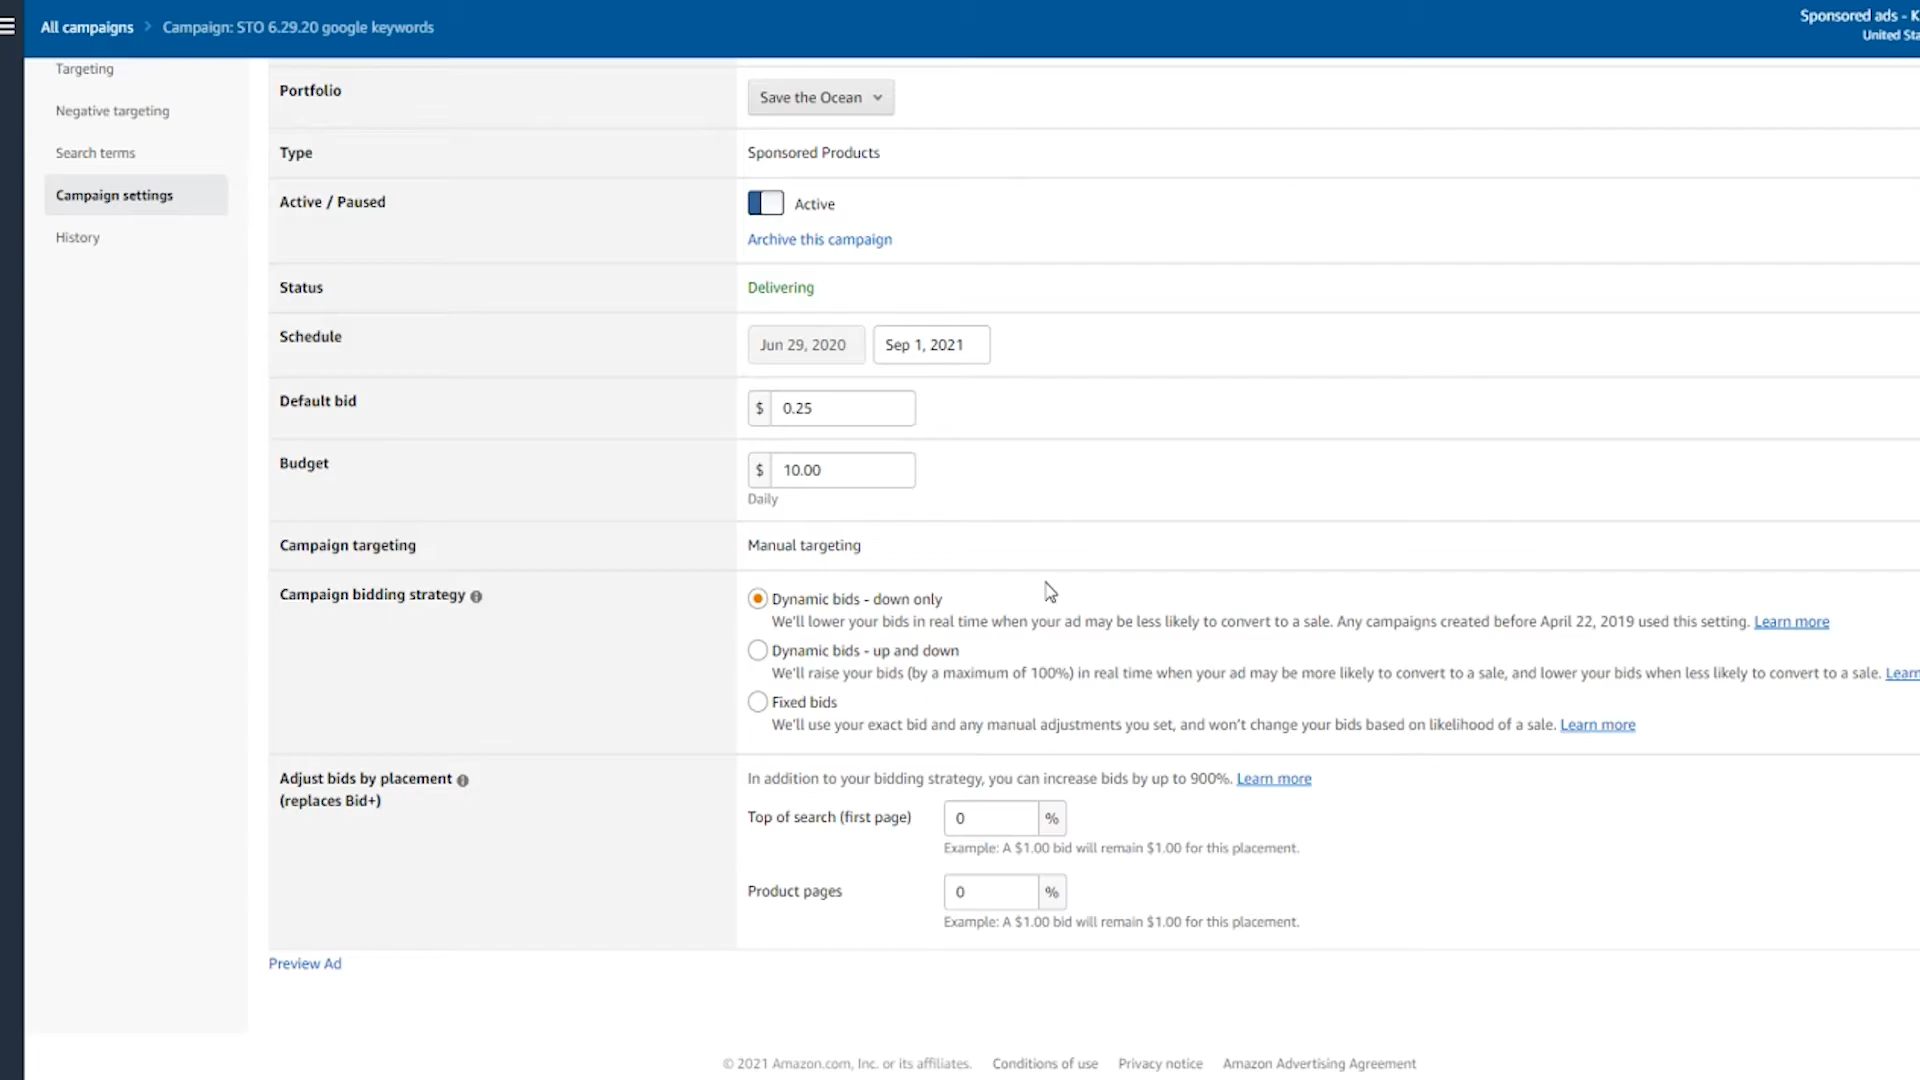 All campaigns > Campaign: STO 6.29.20 google keywords
Sponsored ads - K
United Sta
Targeting
Negative targeting
Search terms
Campaign settings
History
Portfolio
Save the Ocean
Type
Sponsored Products
Active / Paused
Active
Archive this campaign
Status
Delivering
Schedule
Jun 29, 2020
Sep 1, 2021
Default bid
$ 0.25
Budget
$ 10.00
Daily
Campaign targeting
Manual targeting
Campaign bidding strategy
Dynamic bids - down only
We'll lower your bids in real time when your ad may be less likely to convert to a sale. Any campaigns created before April 22, 2019 used this setting. Learn more
Dynamic bids - up and down
We'll raise your bids (by a maximum of 100%) in real time when your ad may be more likely to convert to a sale, and lower your bids when less likely to convert to a sale. Learn
Fixed bids
We'll use your exact bid and any manual adjustments you set, and won't change your bids based on likelihood of a sale. Learn more
Adjust bids by placement
(replaces Bid+)
In addition to your bidding strategy, you can increase bids by up to 900%. Learn more
Top of search (first page)
0 %
Example: A $1.00 bid will remain $1.00 for this placement.
Product pages
0 %
Example: A $1.00 bid will remain $1.00 for this placement.
Preview Ad
© 2021 Amazon.com, Inc. or its affiliates. Conditions of use Privacy notice Amazon Advertising Agreement